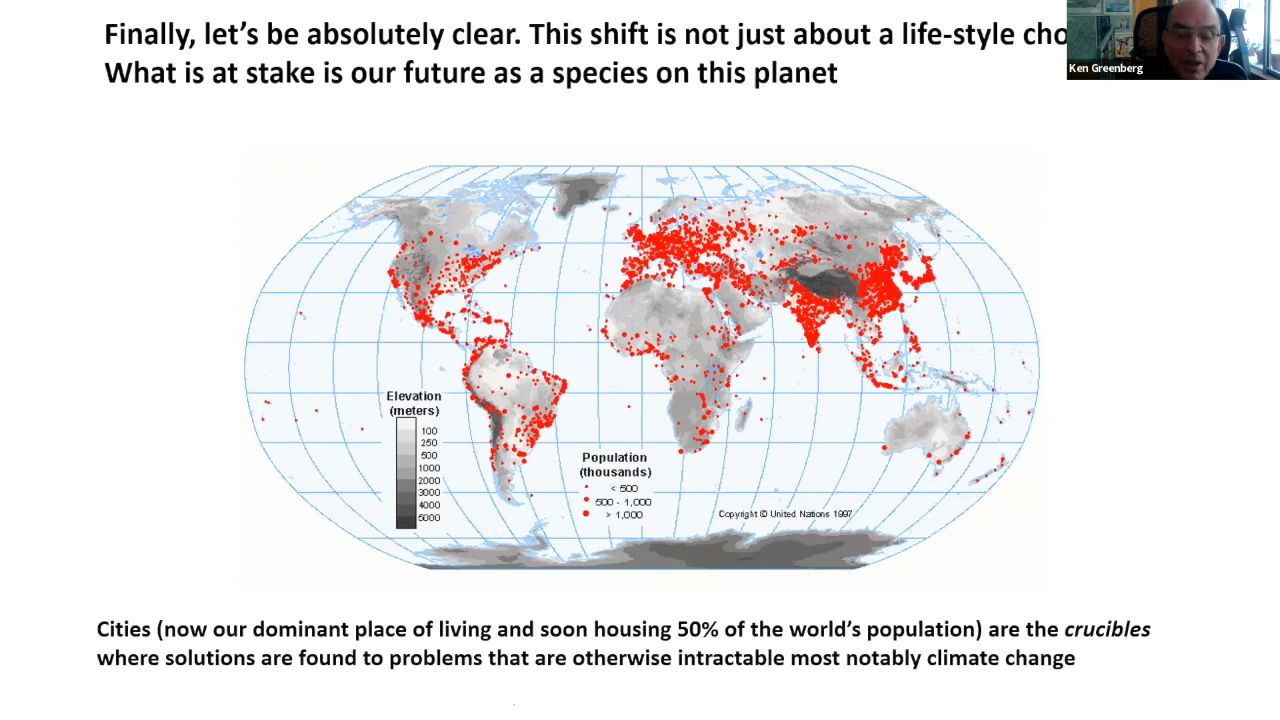 Finally, let’s be absolutely clear. This shift is not just about a life-style cho
What is at stake is our future as a species on this planet
Ken Greenberg
Elevation
(meters)
100
250
500
1000
2000
3000
4000
5000
Population
(thousands)
< 500
500 - 1,000
> 1,000
Copyright © United Nations 1997
Cities (now our dominant place of living and soon housing 50% of the world’s population) are the crucibles
where solutions are found to problems that are otherwise intractable most notably climate change